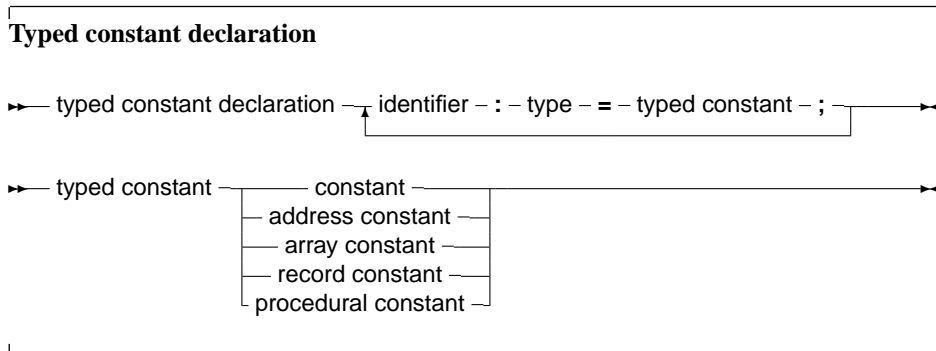 Typed constant declaration
typed constant declaration identifier : type = typed constant ;
typed constant constant
address constant
array constant
record constant
procedural constant